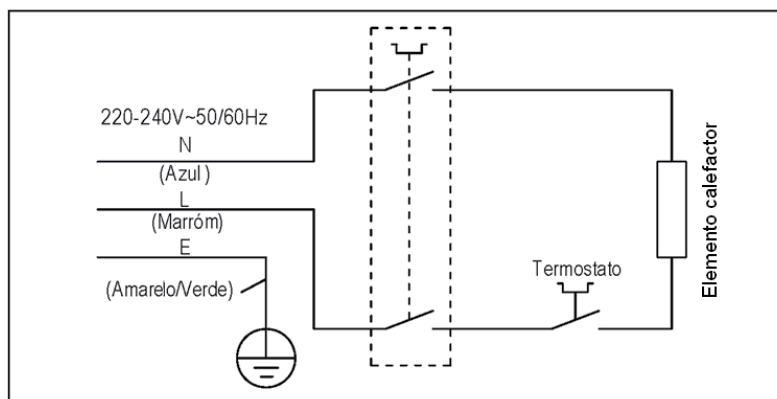 220-240V~50/60Hz
N
(Azul)
L
(Marróm)
E
(Amarelo/Verde)
Termostato
Elemento calefactor